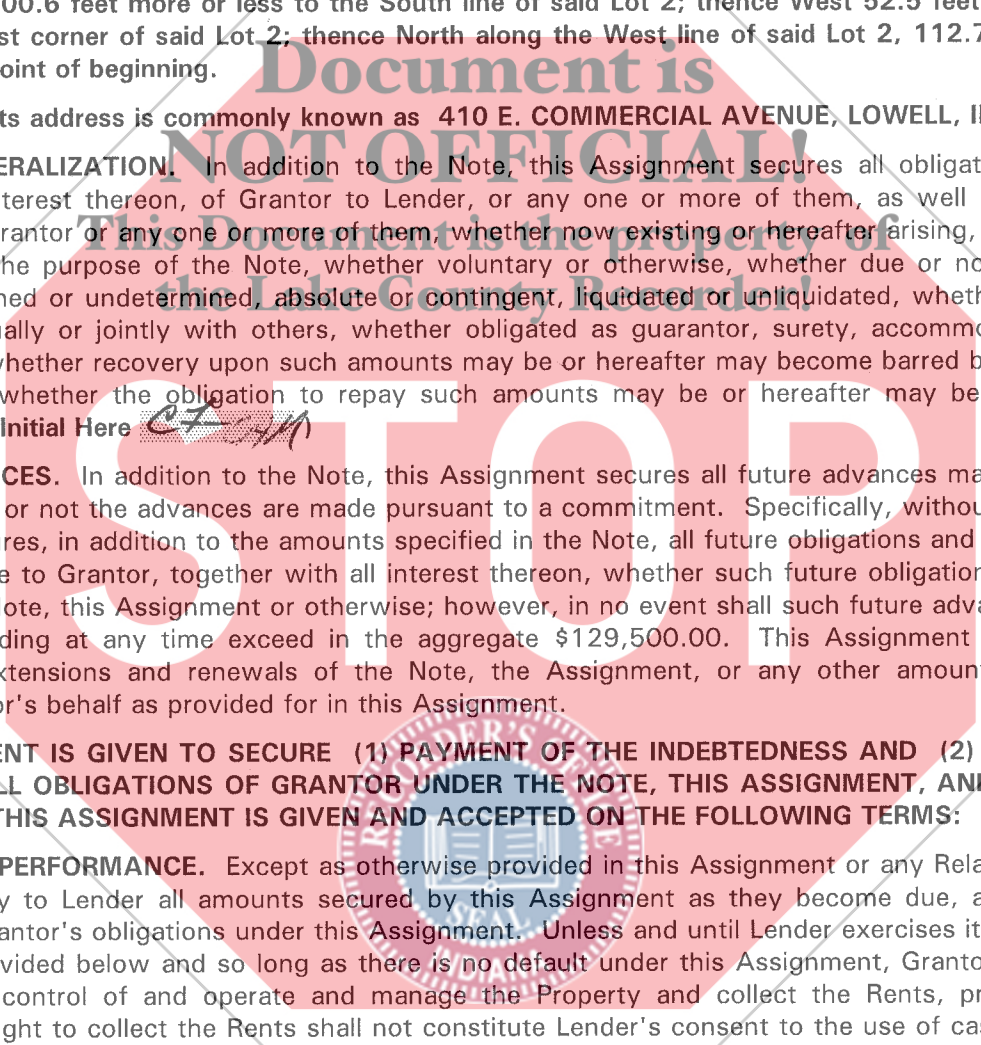 00.6 feet more or less to the South line of said Lot 2; thence West 52.5 feet
st corner of said Lot 2; thence North along the West line of said Lot 2, 112.7
oint of beginning.
Document is
ts address is commonly known as 410 E. COMMERCIAL AVENUE, LOWELL, I
NOT OFFICIAL!
ERALIZATION. In addition to the Note, this Assignment secures all obligat
terest thereon, of Grantor to Lender, or any one or more of them, as well
This Document is the property of
rantor or any one or more of them, whether now existing or hereafter arising,
he purpose of the Note, whether voluntary or otherwise, whether due or no
the Lake County Recorder!
ned or undetermined, absolute or contingent, liquidated or unliquidated, wheth
ally or jointly with others, whether obligated as guarantor, surety, accommo
whether recovery upon such amounts may be or hereafter may become barred b
whether the obligation to repay such amounts may be or hereafter may be
Initial Here )
STOP
CES. In addition to the Note, this Assignment secures all future advances ma
or not the advances are made pursuant to a commitment. Specifically, withou
res, in addition to the amounts specified in the Note, all future obligations and
e to Grantor, together with all interest thereon, whether such future obligation
lote, this Assignment or otherwise; however, in no event shall such future adva
ding at any time exceed in the aggregate $129,500.00. This Assignment
xtensions and renewals of the Note, the Assignment, or any other amoun
or's behalf as provided for in this Assignment.
ENT IS GIVEN TO SECURE (1) PAYMENT OF THE INDEBTEDNESS AND (2)
LL OBLIGATIONS OF GRANTOR UNDER THE NOTE, THIS ASSIGNMENT, AN
THIS ASSIGNMENT IS GIVEN AND ACCEPTED ON THE FOLLOWING TERMS:
RECORDER'S OFFICE
SEAL
INDIANA
PERFORMANCE. Except as otherwise provided in this Assignment or any Rela
y to Lender all amounts secured by this Assignment as they become due, a
antor's obligations under this Assignment. Unless and until Lender exercises it
vided below and so long as there is no default under this Assignment, Granto
control of and operate and manage the Property and collect the Rents, pr
ght to collect the Rents shall not constitute Lender's consent to the use of ca